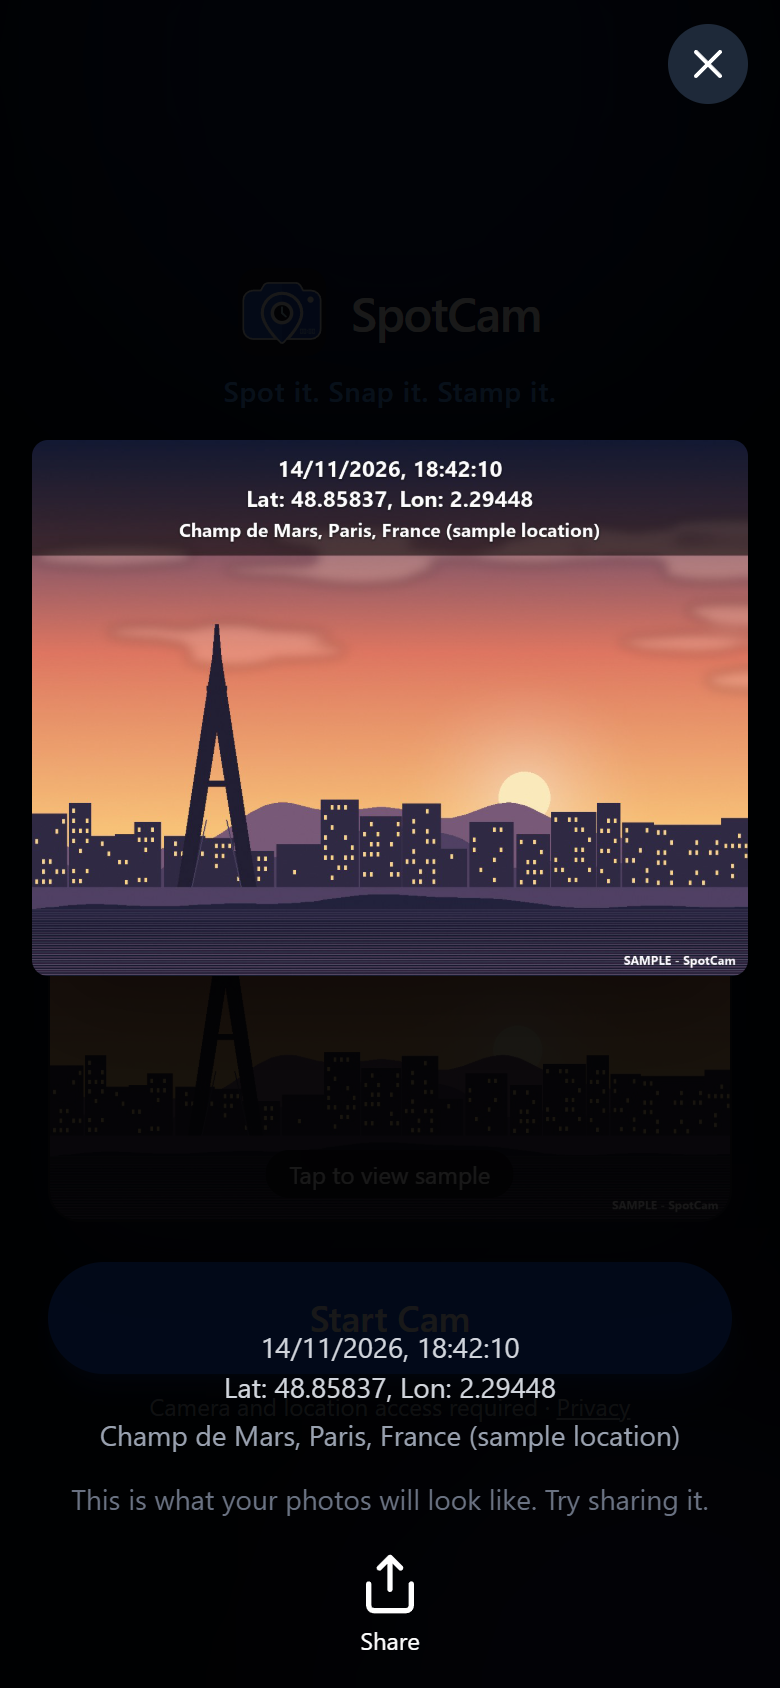 SpotCam
Spot it. Snap it. Stamp it.
14/11/2026, 18:42:10
Lat: 48.85837, Lon: 2.29448
Champ de Mars, Paris, France (sample location)
SAMPLE - SpotCam
Tap to view sample
SAMPLE - SpotCam
Start Cam
14/11/2026, 18:42:10
Lat: 48.85837, Lon: 2.29448
Camera and location access required · Privacy
Champ de Mars, Paris, France (sample location)
This is what your photos will look like. Try sharing it.
Share